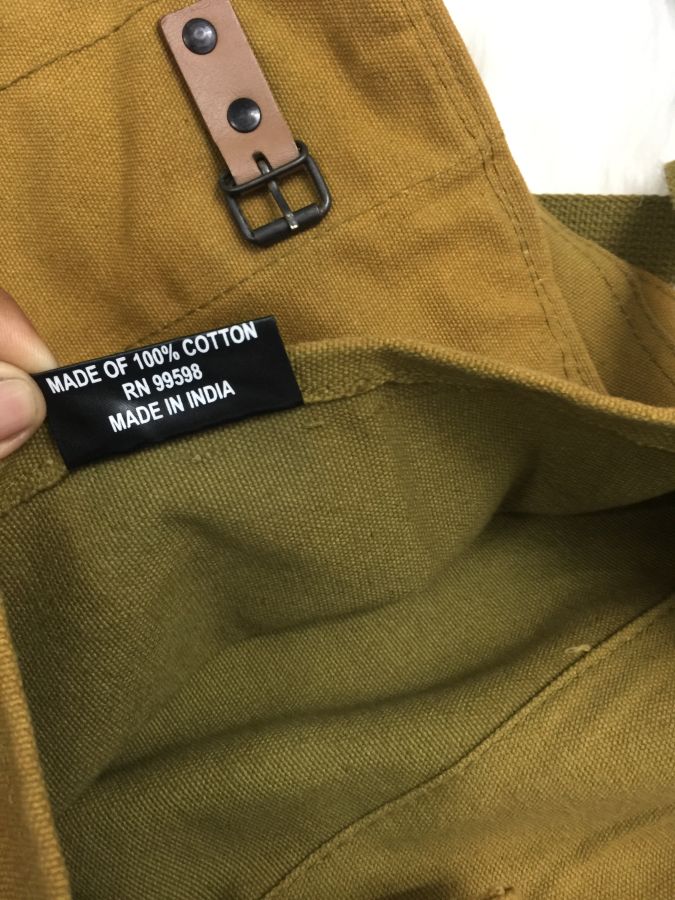 MADE OF 100% COTTON
RN 99598
MADE IN INDIA